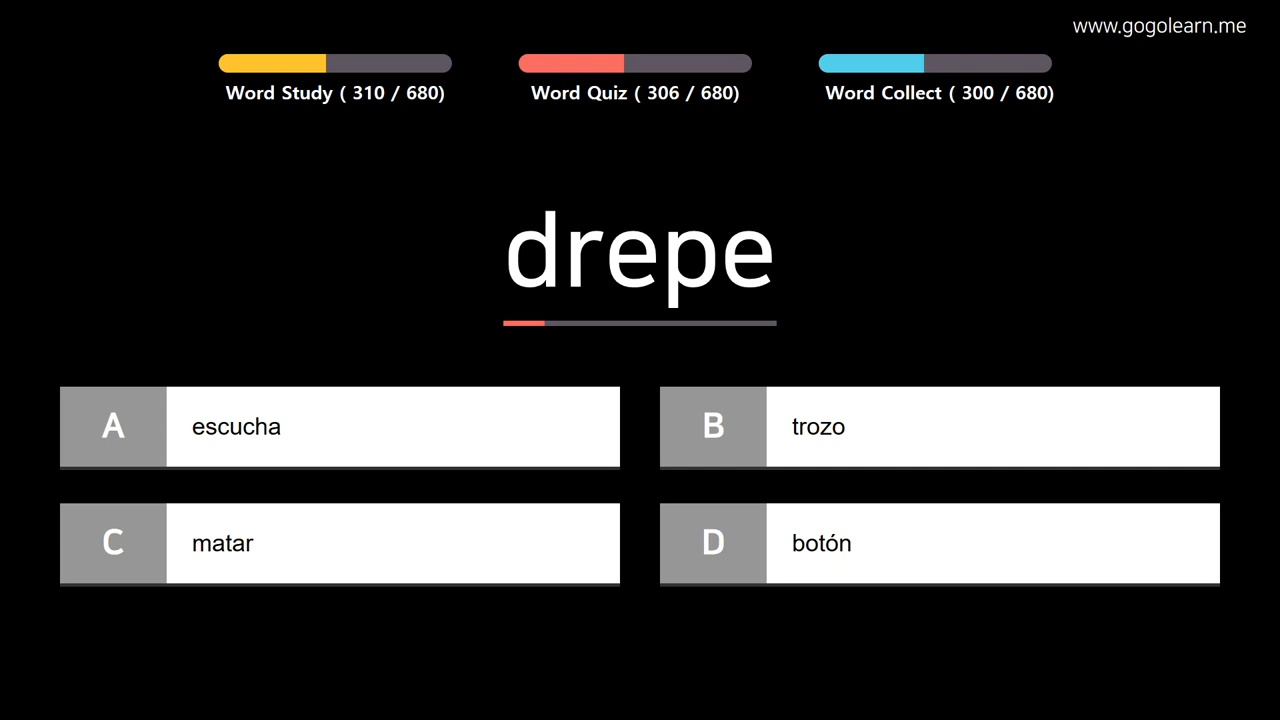 www.gogolearn.me
Word Study ( 310 / 680)
Word Quiz ( 306 / 680)
Word Collect ( 300 / 680)
drepe
A escucha
B trozo
C matar
D botón